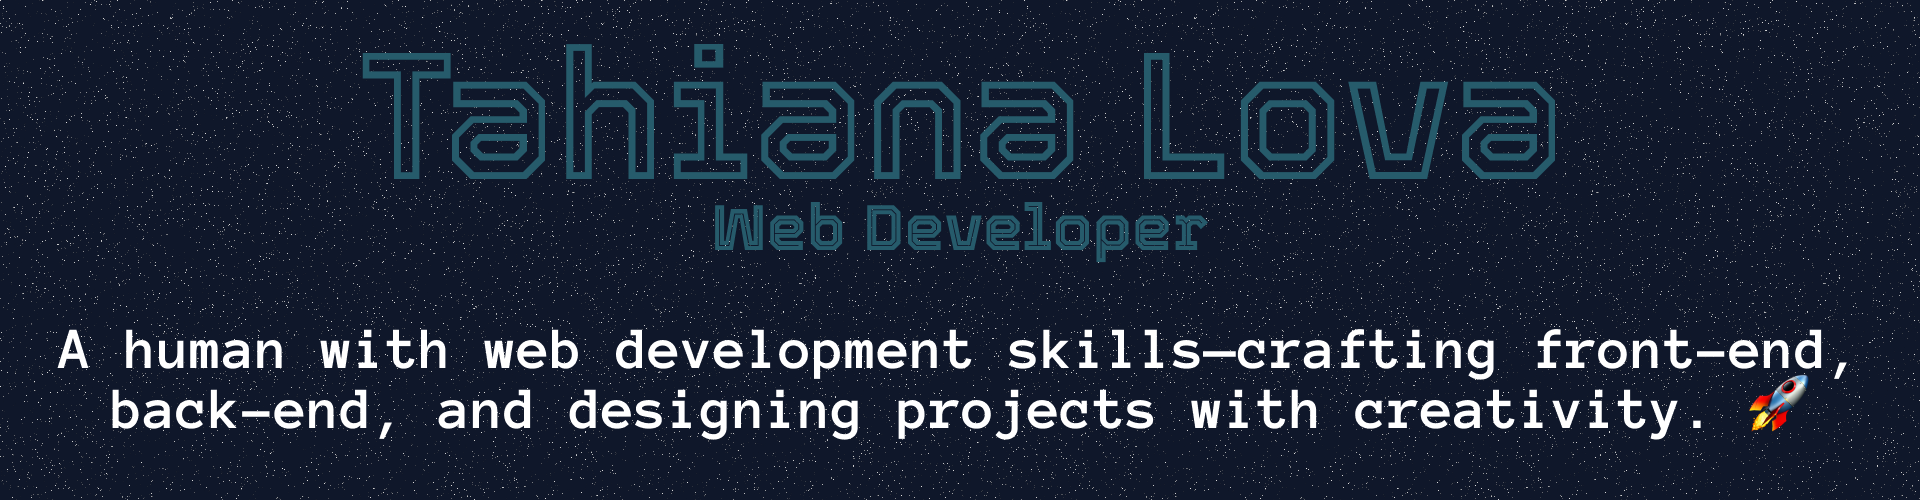 Tahiana Lova
Web Developer
A human with web development skills—crafting front-end,
back-end, and designing projects with creativity. 🚀